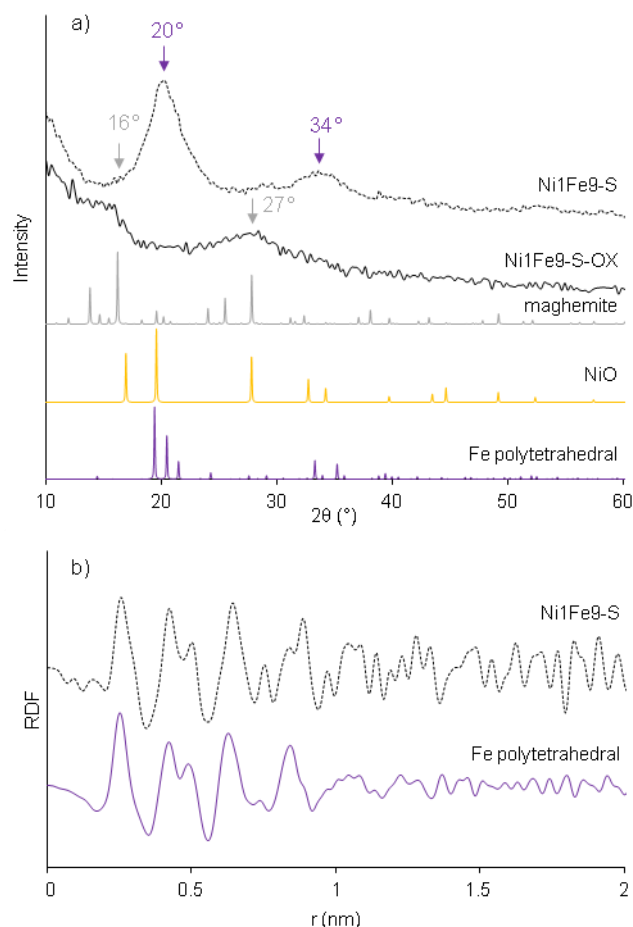 a)
20°
16°
34°
Ni1Fe9-S
27°
Ni1Fe9-S-OX
maghemite
NiO
Fe polytetrahedral
Intensity
10 20 30 40 50 60
2θ (°)
b)
Ni1Fe9-S
Fe polytetrahedral
RDF
0 0.5 1 1.5 2
r (nm)